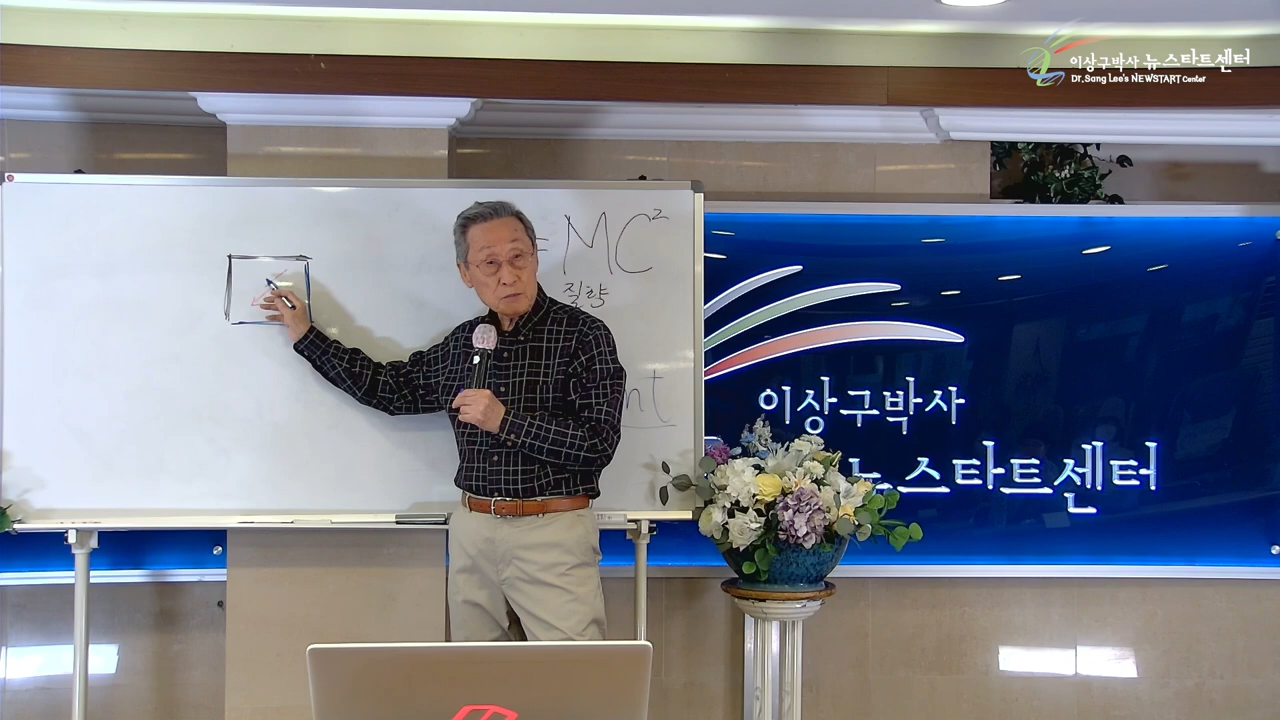 이상구박사 뉴스타트센터
Dr. Sang Lee's NEWSTART Center
= MC²
질량
nt
이상구박사
뉴스타트센터